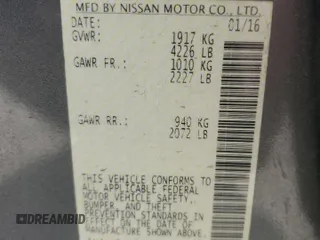 MFD BY NISSAN MOTOR CO., LTD.
DATE: 01/16
GVWR: 1917 KG
4226 LB
GAWR FR.: 1010 KG
2227 LB
GAWR RR.: 940 KG
2072 LB
THIS VEHICLE CONFORMS TO
ALL APPLICABLE FEDERAL
MOTOR VEHICLE SAFETY,
BUMPER, AND THEFT
PREVENTION STANDARDS IN
EFFECT ON THE DATE OF
MANUFACTURE SHOWN ABOVE.
DREAMBID